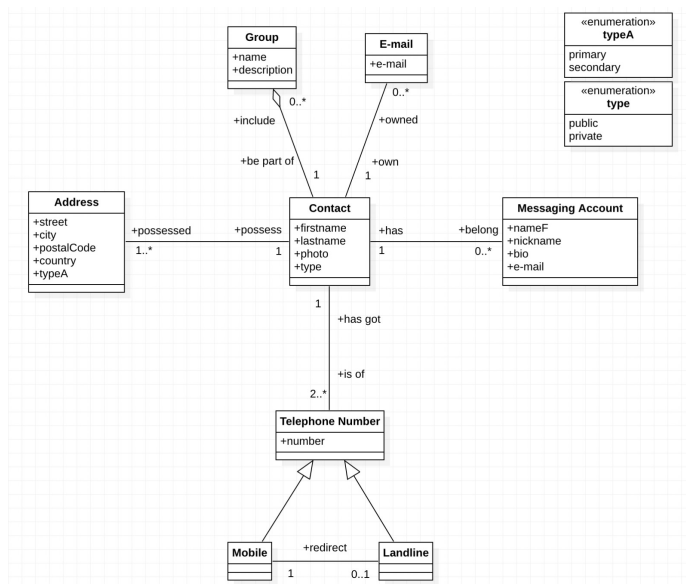 Group
+name
+description
E-mail
+e-mail
«enumeration»
typeA
primary
secondary
«enumeration»
type
public
private
0..*
0..*
+include
+owned
+be part of
+own
1
1
Address
+street
+city
+postalCode
+country
+typeA
+possessed
+possess
1..*
1
Contact
+firstname
+lastname
+photo
+type
+has
+belong
1
0..*
Messaging Account
+nameF
+nickname
+bio
+e-mail
1
+has got
+is of
2..*
Telephone Number
+number
Mobile
+redirect
Landline
1
0..1